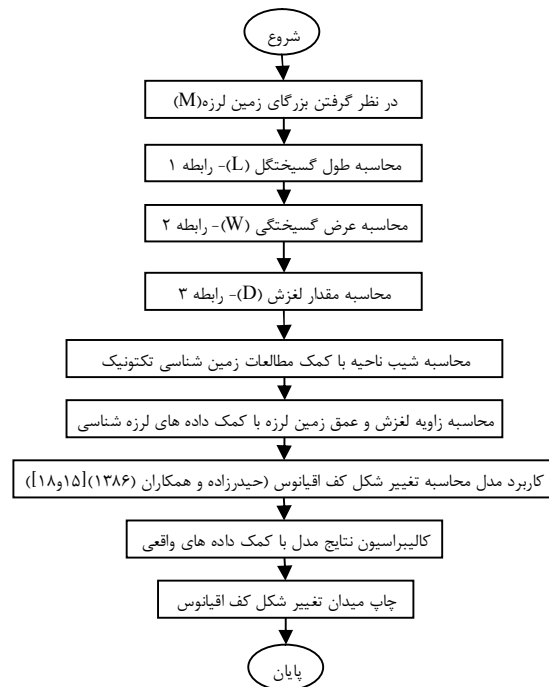 شروع
در نظر گرفتن بزرگای زمین لرزه(M)
محاسبه طول گسیختگل (L)- رابطه ۱
محاسبه عرض گسیختگی (W)- رابطه ۲
محاسبه مقدار لغزش (D)- رابطه ۳
محاسبه شیب ناحیه با کمک مطالعات زمین شناسی تکتونیک
محاسبه زاویه لغزش و عمق زمین لرزه با کمک داده های لرزه شناسی
کاربرد مدل محاسبه تغییر شکل کف اقیانوس (حیدرزاده و همکاران (۱۳۸۶)[۱۵و۱۸])
کالیبراسیون نتایج مدل با کمک داده های واقعی
چاپ میدان تغییر شکل کف اقیانوس
پایان